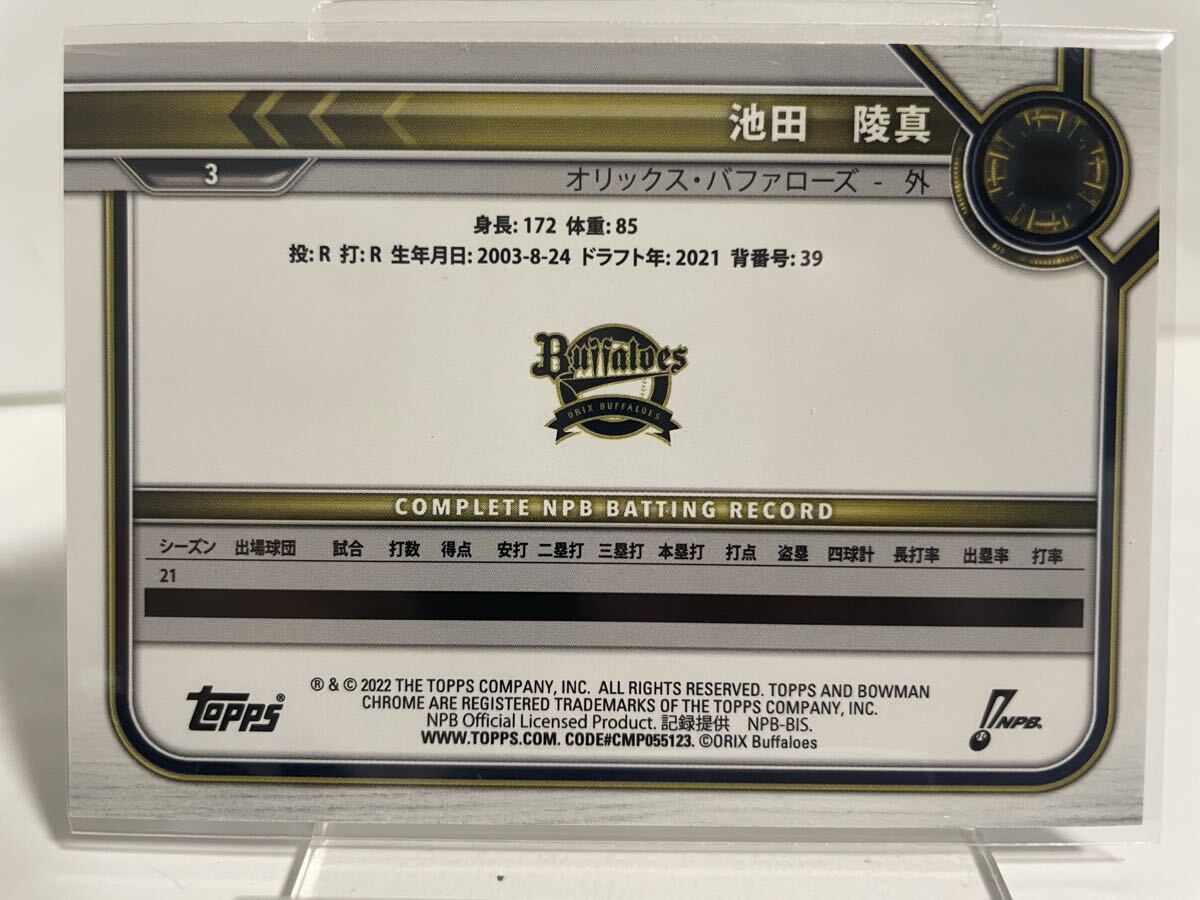 池田 陵真
3
オリックス・バファローズ - 外
身長: 172 体重: 85
投: R 打: R 生年月日: 2003-8-24 ドラフト年: 2021 背番号: 39
Buffaloes
ORIX BUFFALOES
COMPLETE NPB BATTING RECORD
シーズン 出場球団 試合 打数 得点 安打 二塁打 三塁打 本塁打 打点 盗塁 四球計 長打率 出塁率 打率
21
® & © 2022 THE TOPPS COMPANY, INC. ALL RIGHTS RESERVED. TOPPS AND BOWMAN
CHROME ARE REGISTERED TRADEMARKS OF THE TOPPS COMPANY, INC.
NPB Official Licensed Product. 記録提供 NPB-BIS.
WWW.TOPPS.COM. CODE#CMP055123. ©ORIX Buffaloes
TOPPS®
NPB